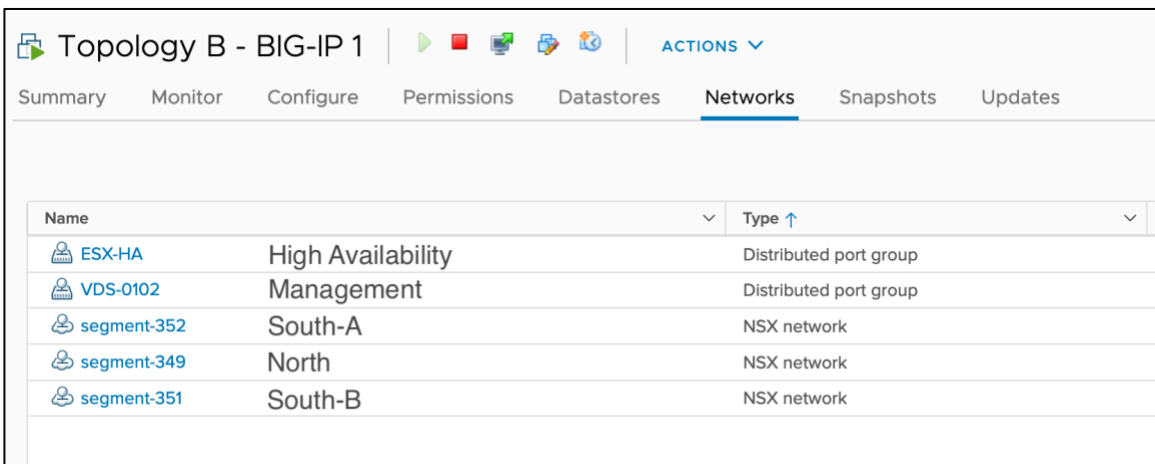 Topology B - BIG-IP 1 ACTIONS
Summary Monitor Configure Permissions Datastores Networks Snapshots Updates
Name Type ↑
ESX-HA High Availability Distributed port group
VDS-0102 Management Distributed port group
segment-352 South-A NSX network
segment-349 North NSX network
segment-351 South-B NSX network